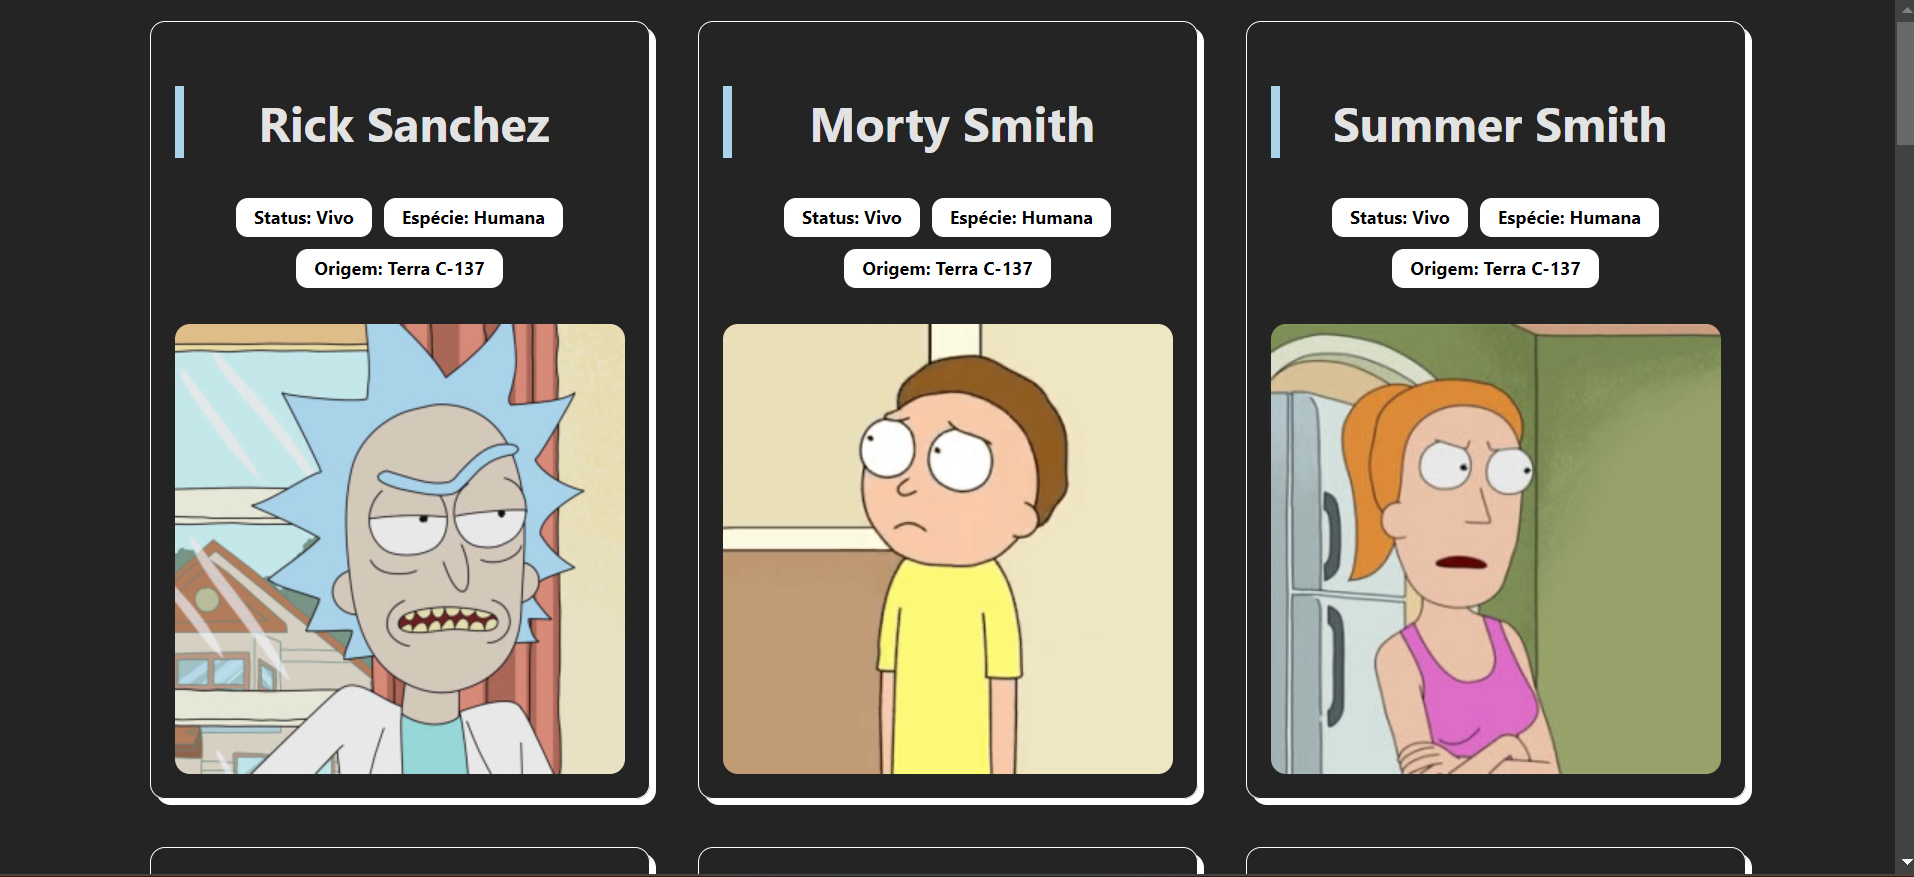 Rick Sanchez
Status: Vivo
Espécie: Humana
Origem: Terra C-137
Morty Smith
Status: Vivo
Espécie: Humana
Origem: Terra C-137
Summer Smith
Status: Vivo
Espécie: Humana
Origem: Terra C-137